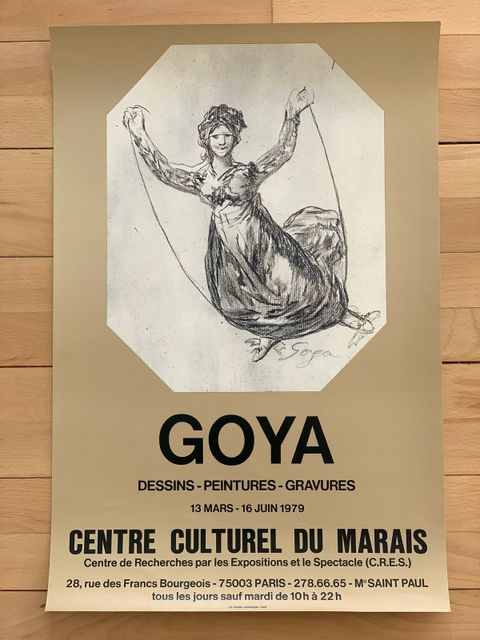 Goya
GOYA
DESSINS - PEINTURES - GRAVURES
13 MARS - 16 JUIN 1979
CENTRE CULTUREL DU MARAIS
Centre de Recherches par les Expositions et le Spectacle (C.R.E.S.)
28, rue des Francs Bourgeois - 75003 PARIS - 278.66.65 - M° SAINT PAUL
tous les jours sauf mardi de 10 h à 22 h